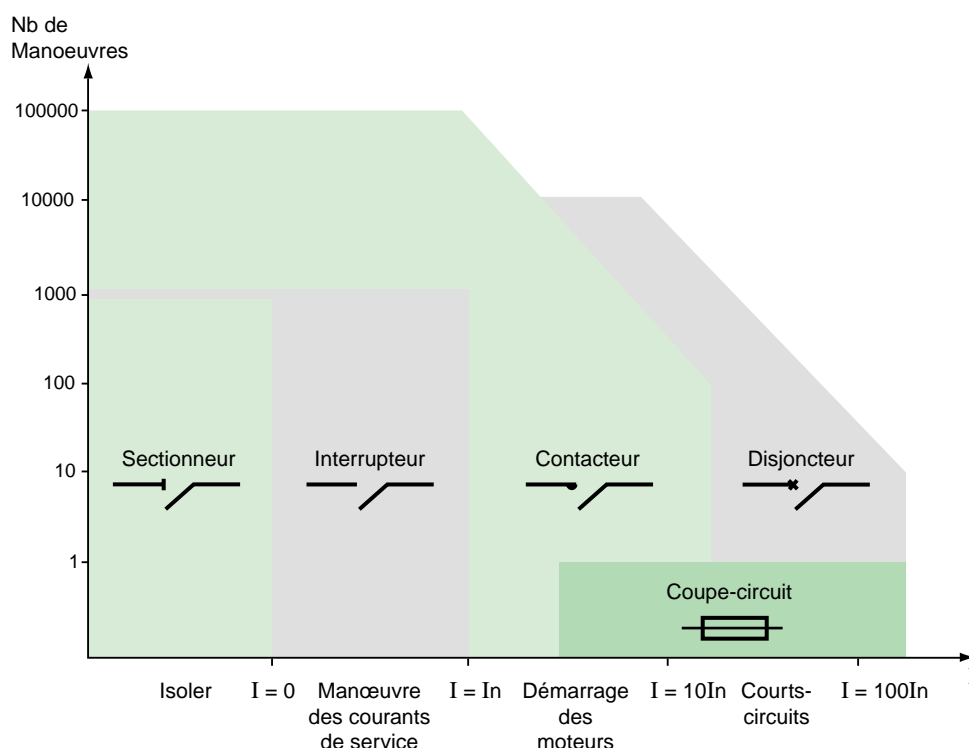 Nb de
Manoeuvres
100000
10000
1000
100
10
1
Sectionneur
Interrupteur
Contacteur
Disjoncteur
Coupe-circuit
Isoler
I = 0
Manœuvre
des courants
de service
I = In
Démarrage
des
moteurs
I = 10In
Courts-
circuits
I = 100In